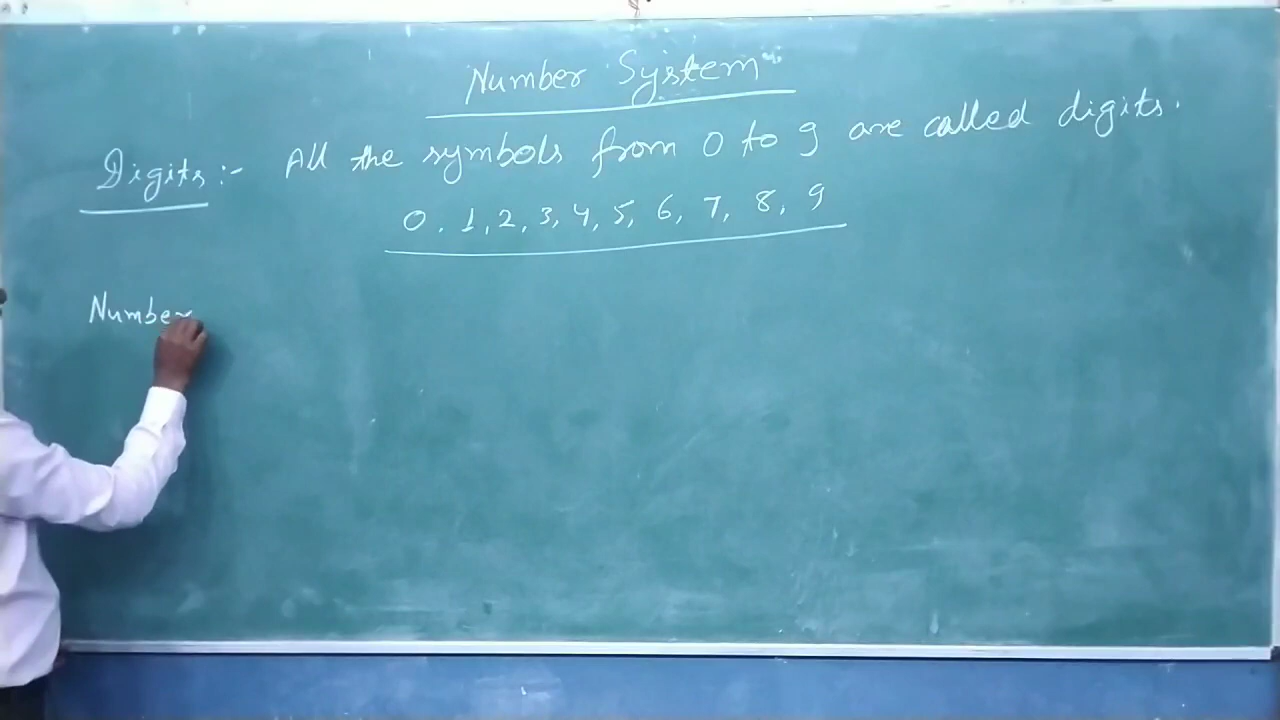 Number System
Digits:- All the symbols from 0 to 9 are called digits.
0, 1, 2, 3, 4, 5, 6, 7, 8, 9
Number